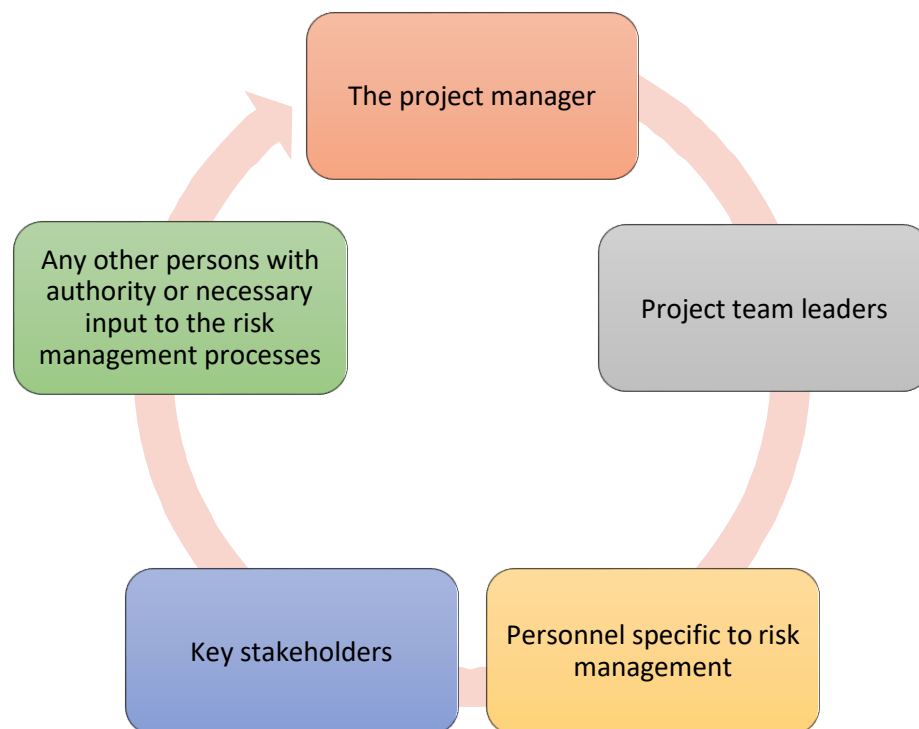 The project manager
Project team leaders
Personnel specific to risk
management
Key stakeholders
Any other persons with
authority or necessary
input to the risk
management processes